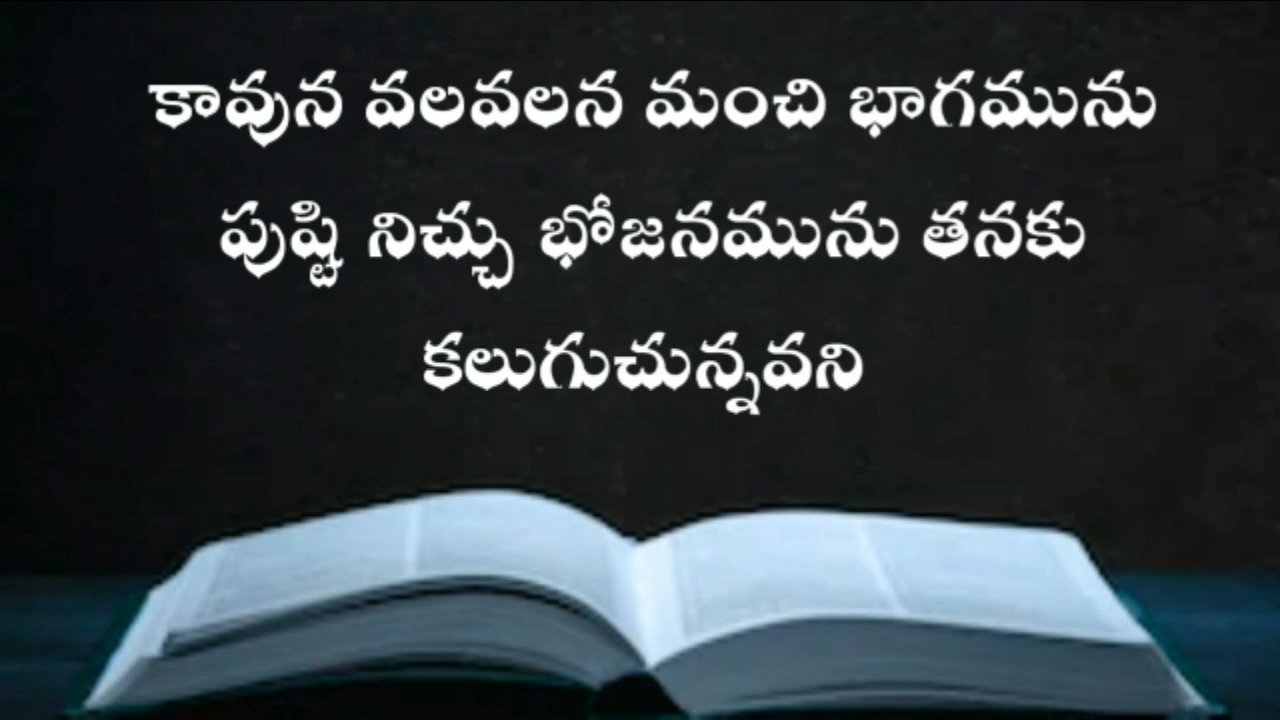 కావున వలవలన మంచి భాగమును
పుష్టి నిచ్చు భోజనమును తనకు
కలుగుచున్నవని